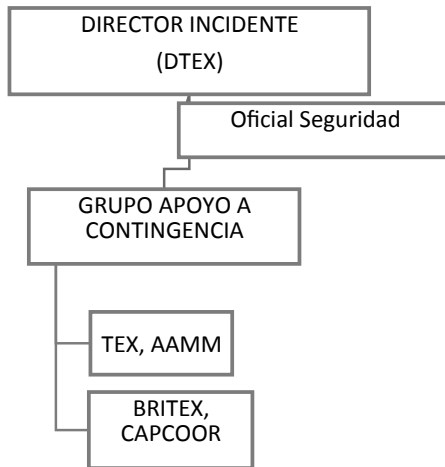 DIRECTOR INCIDENTE
(DTEX)
Oficial Seguridad
GRUPO APOYO A
CONTINGENCIA
TEX, AAMM
BRITEX,
CAPCOOR